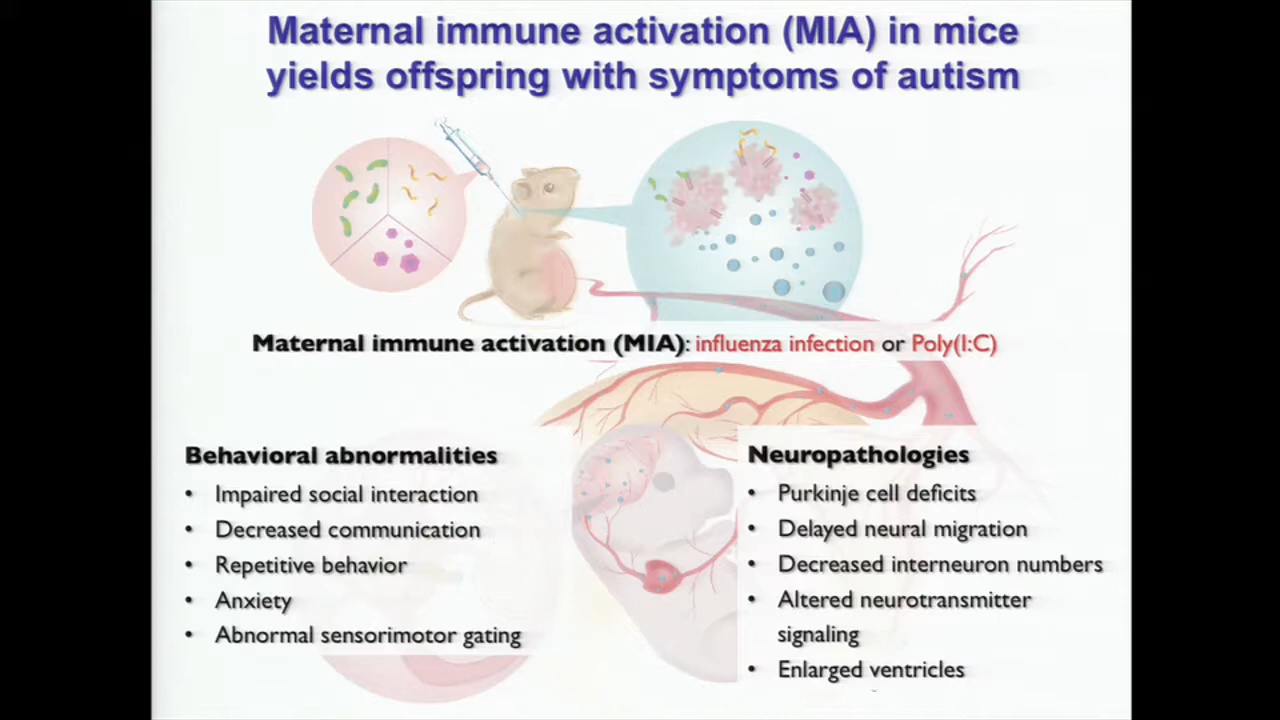 Maternal immune activation (MIA) in mice
yields offspring with symptoms of autism
Maternal immune activation (MIA): influenza infection or Poly(I:C)
Behavioral abnormalities
• Impaired social interaction
• Decreased communication
• Repetitive behavior
• Anxiety
• Abnormal sensorimotor gating
Neuropathologies
• Purkinje cell deficits
• Delayed neural migration
• Decreased interneuron numbers
• Altered neurotransmitter
signaling
• Enlarged ventricles